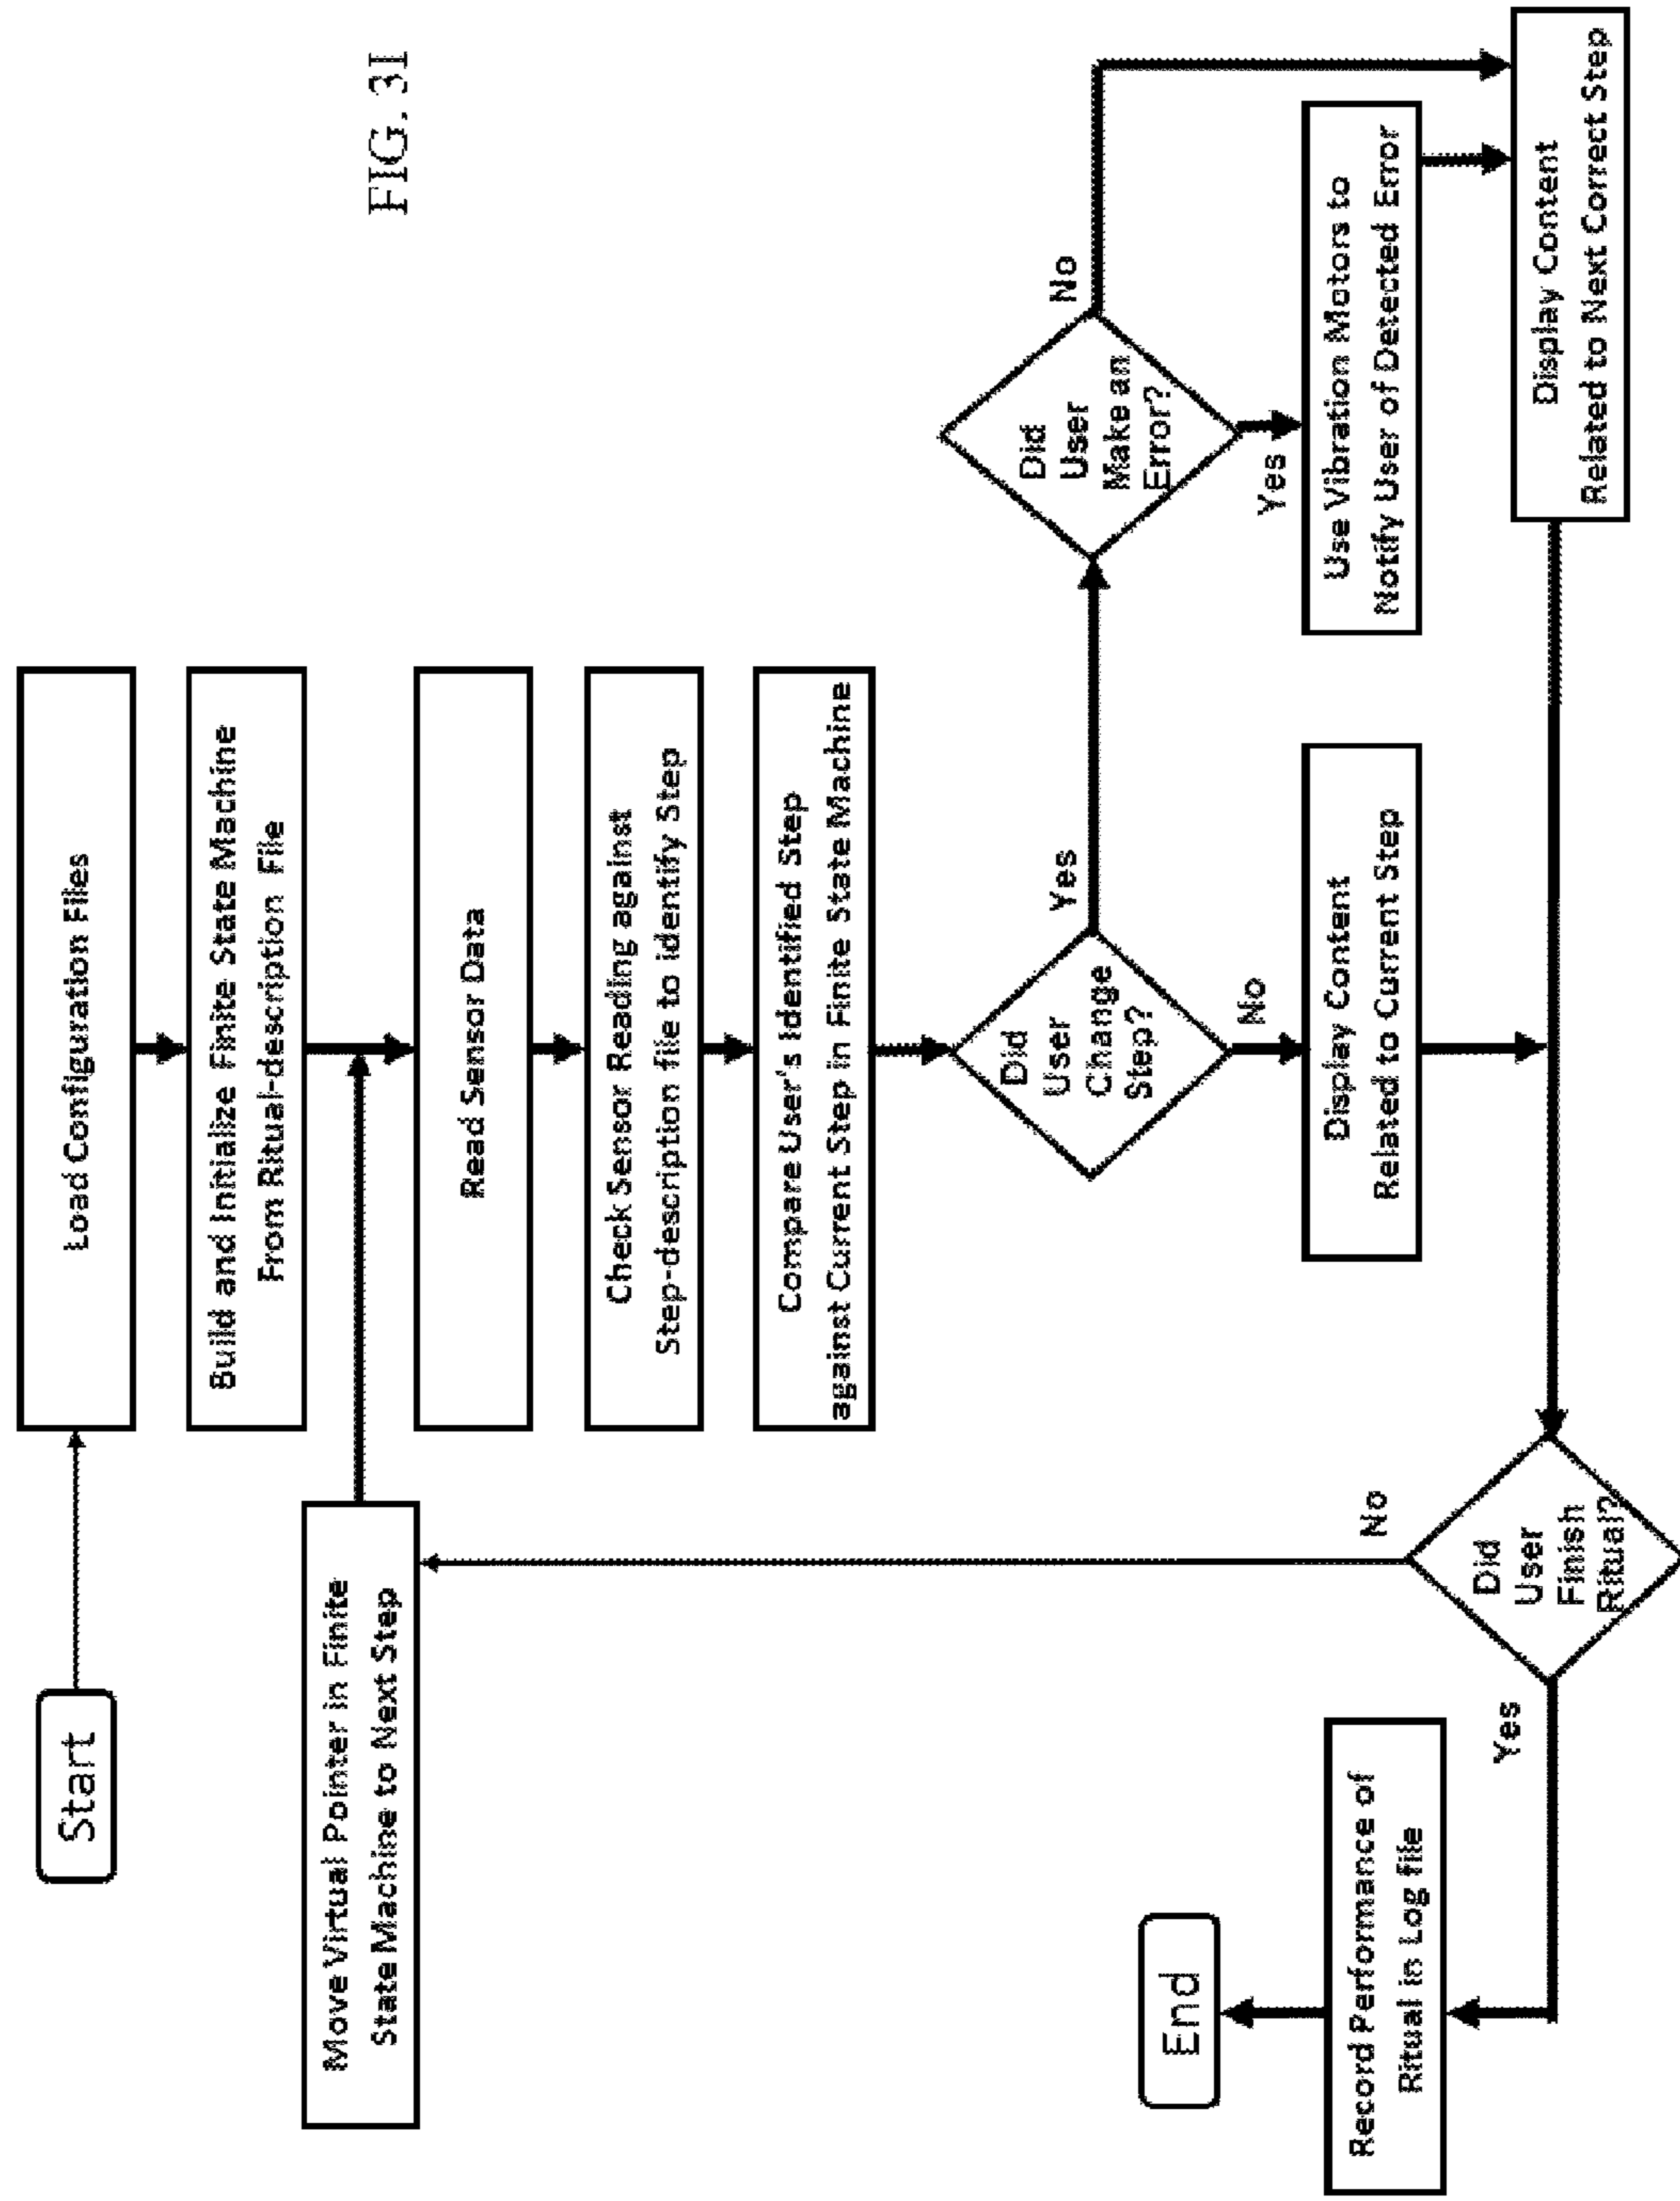 FIG. 3I
Start
Load Configuration Files
Build and Initialize Finite State Machine
From Ritual-description File
Move Virtual Pointer in Finite
State Machine to Next Step
Read Sensor Data
Check Sensor Reading against
Step-description file to identify Step
Compare User's Identified Step
against Current Step in Finite State Machine
Did
User
Change
Step?
Yes
No
Did
User
Make an
Error?
No
Yes
Display Content
Related to Current Step
Use Vibration Motors to
Notify User of Detected Error
Display Content
Related to Next Correct Step
Did
User
Finish
Ritual?
No
Yes
Record Performance of
Ritual in Log file
End